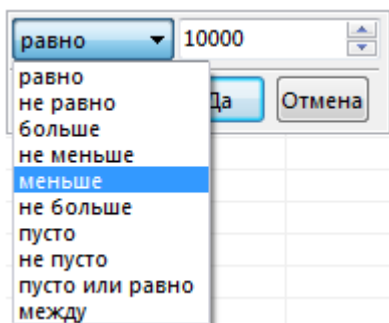 равно 10000
равно
не равно
Да Отмена
больше
не меньше
меньше
не больше
пусто
не пусто
пусто или равно
между